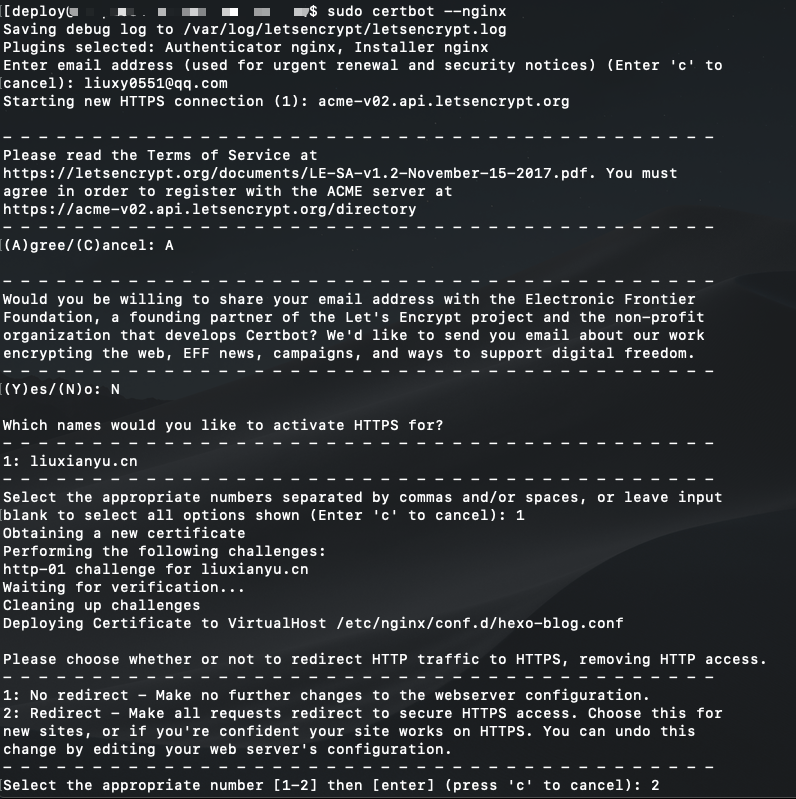 [[deploy@ $ sudo certbot --nginx
Saving debug log to /var/log/letsencrypt/letsencrypt.log
Plugins selected: Authenticator nginx, Installer nginx
Enter email address (used for urgent renewal and security notices) (Enter 'c' to
[cancel): liuxy0551@qq.com
Starting new HTTPS connection (1): acme-v02.api.letsencrypt.org
- - - - - - - - - - - - - - - - - - - - - - - - - - - - - - - - - - - - - - - -
Please read the Terms of Service at
https://letsencrypt.org/documents/LE-SA-v1.2-November-15-2017.pdf. You must
agree in order to register with the ACME server at
https://acme-v02.api.letsencrypt.org/directory
- - - - - - - - - - - - - - - - - - - - - - - - - - - - - - - - - - - - - - - -
[(A)gree/(C)ancel: A
- - - - - - - - - - - - - - - - - - - - - - - - - - - - - - - - - - - - - - - -
Would you be willing to share your email address with the Electronic Frontier
Foundation, a founding partner of the Let's Encrypt project and the non-profit
organization that develops Certbot? We'd like to send you email about our work
encrypting the web, EFF news, campaigns, and ways to support digital freedom.
- - - - - - - - - - - - - - - - - - - - - - - - - - - - - - - - - - - - - - - -
[(Y)es/(N)o: N
Which names would you like to activate HTTPS for?
- - - - - - - - - - - - - - - - - - - - - - - - - - - - - - - - - - - - - - - -
1: liuxianyu.cn
- - - - - - - - - - - - - - - - - - - - - - - - - - - - - - - - - - - - - - - -
Select the appropriate numbers separated by commas and/or spaces, or leave input
[blank to select all options shown (Enter 'c' to cancel): 1
Obtaining a new certificate
Performing the following challenges:
http-01 challenge for liuxianyu.cn
Waiting for verification...
Cleaning up challenges
Deploying Certificate to VirtualHost /etc/nginx/conf.d/hexo-blog.conf
Please choose whether or not to redirect HTTP traffic to HTTPS, removing HTTP access.
- - - - - - - - - - - - - - - - - - - - - - - - - - - - - - - - - - - - - - - -
1: No redirect - Make no further changes to the webserver configuration.
2: Redirect - Make all requests redirect to secure HTTPS access. Choose this for
new sites, or if you're confident your site works on HTTPS. You can undo this
change by editing your web server's configuration.
- - - - - - - - - - - - - - - - - - - - - - - - - - - - - - - - - - - - - - - -
[Select the appropriate number [1-2] then [enter] (press 'c' to cancel): 2